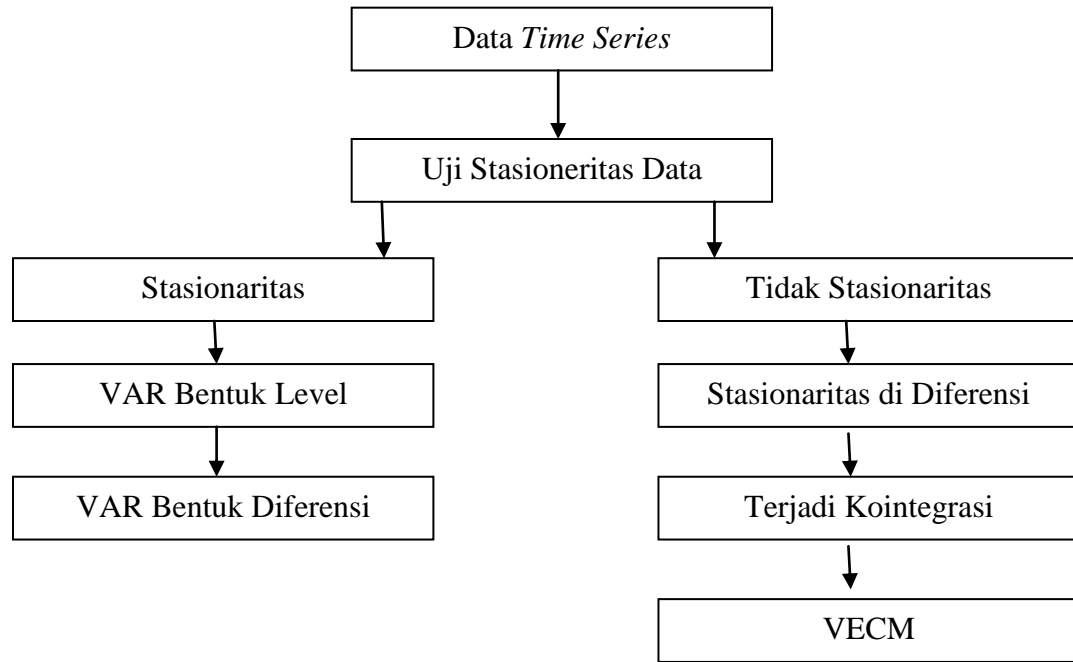 Data Time Series
Uji Stasioneritas Data
Stasionaritas
Tidak Stasionaritas
VAR Bentuk Level
Stasionaritas di Diferensi
VAR Bentuk Diferensi
Terjadi Kointegrasi
VECM